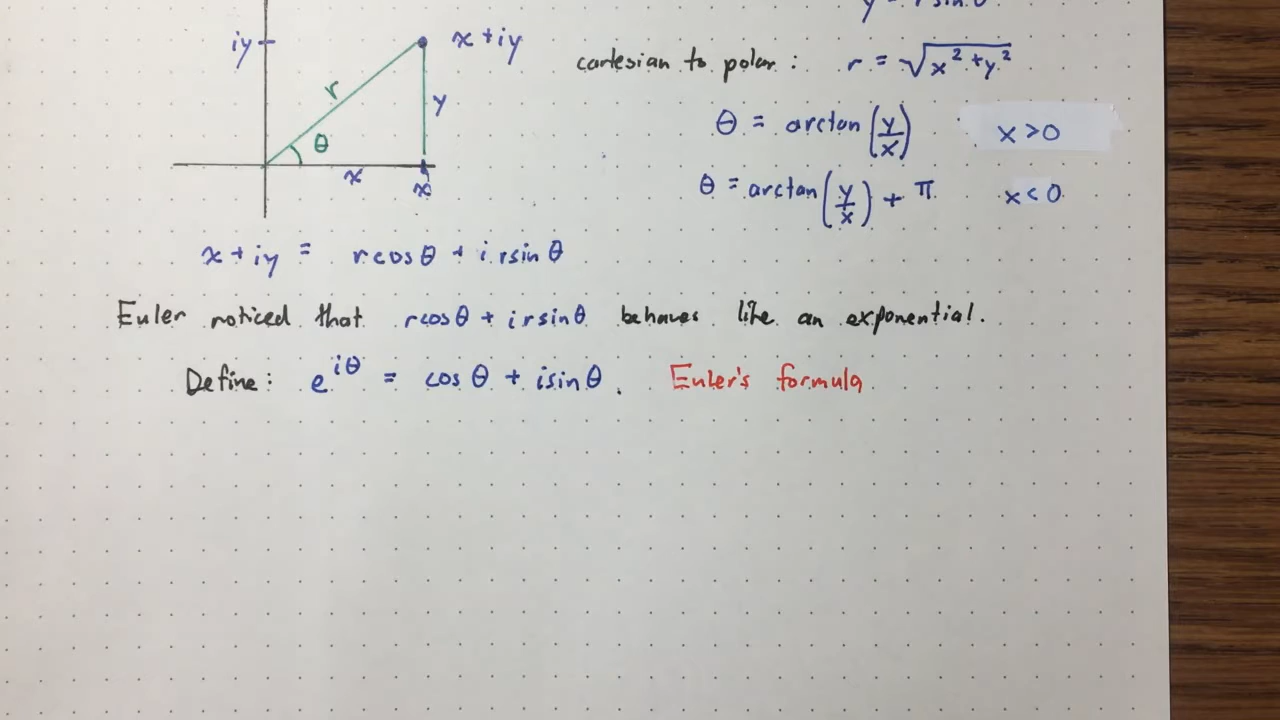 y = r sin θ
iy
x + iy
r
y
θ
x
x
cartesian to polar : r = √x² + y²
θ = arctan(y/x) x > 0
θ = arctan(y/x) + π x < 0
x + iy = r cos θ + i r sin θ
Euler noticed that r cos θ + i r sin θ behaves like an exponential.
Define: e^{iθ} = cos θ + i sin θ. Euler's formula